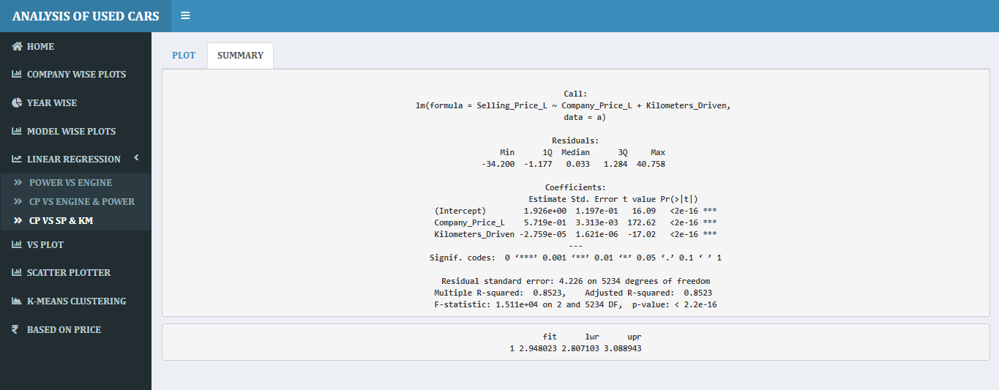 ANALYSIS OF USED CARS
HOME
COMPANY WISE PLOTS
YEAR WISE
MODEL WISE PLOTS
LINEAR REGRESSION
POWER VS ENGINE
CP VS ENGINE & POWER
CP VS SP & KM
VS PLOT
SCATTER PLOTTER
K-MEANS CLUSTERING
₹ BASED ON PRICE
PLOT SUMMARY
Call:
lm(formula = Selling_Price_L ~ Company_Price_L + Kilometers_Driven,
data = a)
Residuals:
Min 1Q Median 3Q Max
-34.200 -1.177 0.033 1.284 40.758
Coefficients:
Estimate Std. Error t value Pr(>|t|)
(Intercept) 1.926e+00 1.197e-01 16.09 <2e-16 ***
Company_Price_L 5.719e-01 3.313e-03 172.62 <2e-16 ***
Kilometers_Driven -2.759e-05 1.621e-06 -17.02 <2e-16 ***
---
Signif. codes: 0 ‘***’ 0.001 ‘**’ 0.01 ‘*’ 0.05 ‘.’ 0.1 ‘ ’ 1
Residual standard error: 4.226 on 5234 degrees of freedom
Multiple R-squared: 0.8523, Adjusted R-squared: 0.8523
F-statistic: 1.511e+04 on 2 and 5234 DF, p-value: < 2.2e-16
fit lwr upr
1 2.948023 2.807103 3.088943